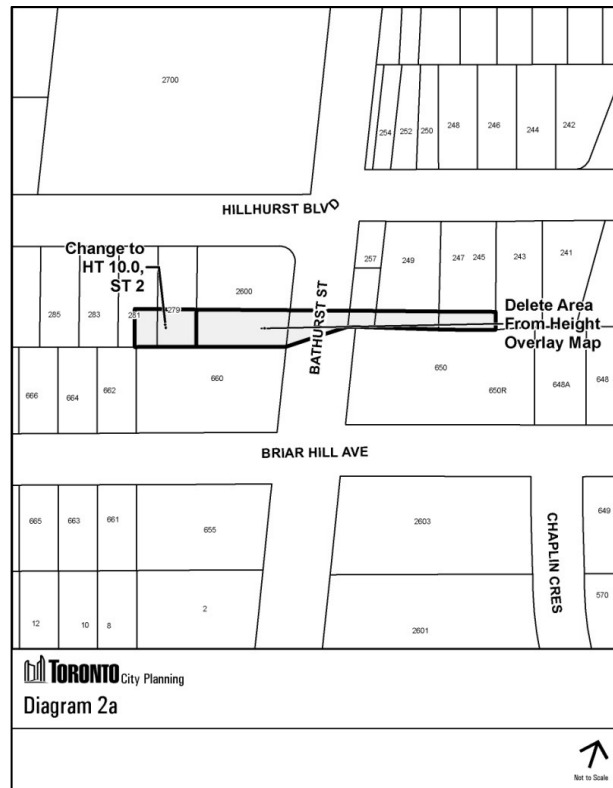 2700
254
252
250
248
246
244
242
HILLHURST BLVD
Change to
HT 10.0,
ST 2
285
283
281
279
2600
257
249
247
245
243
241
BATHURST ST
Delete Area
From Height
Overlay Map
666
664
662
660
650
650R
648A
648
BRIAR HILL AVE
665
663
661
655
2603
CHAPLIN CRES
649
12
10
8
2
2601
570
TORONTO City Planning
Diagram 2a
Not to Scale